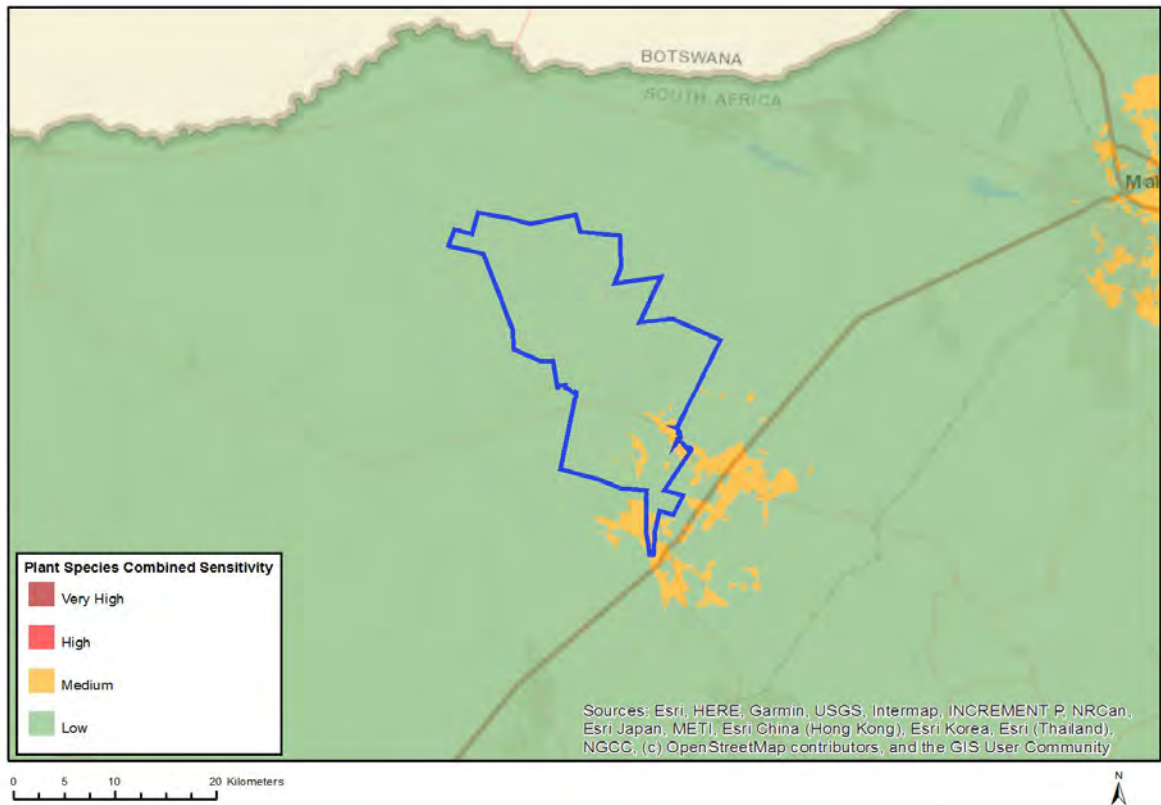 BOTSWANA
SOUTH AFRICA
Plant Species Combined Sensitivity
Very High
High
Medium
Low
Sources: Esri, HERE, Garmin, USGS, Intermap, INCREMENT P, NRCan,
Esri Japan, METI, Esri China (Hong Kong), Esri Korea, Esri (Thailand),
NGCC, (c) OpenStreetMap contributors, and the GIS User Community
0 5 10 20 Kilometers
N